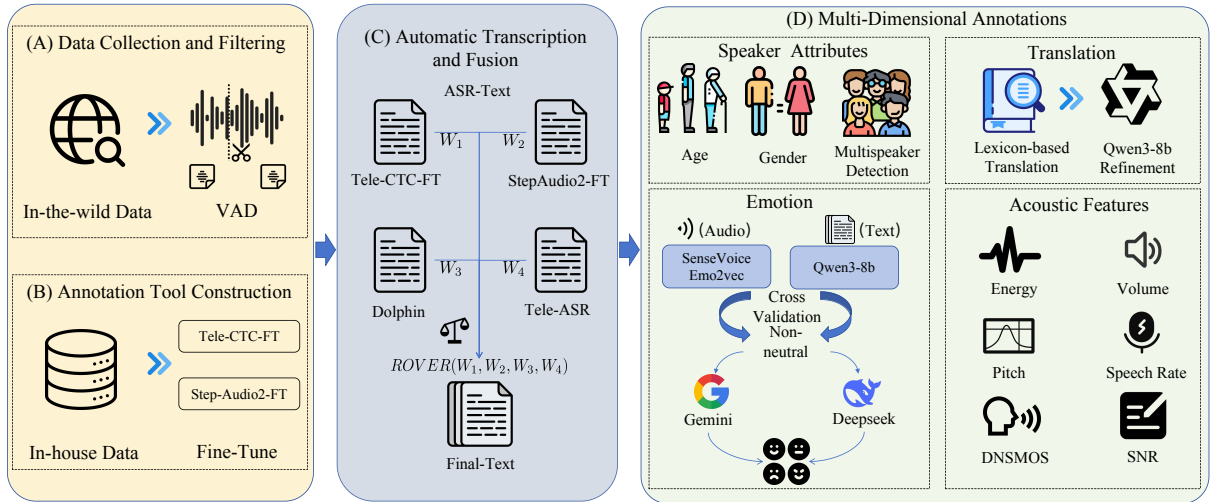 (A) Data Collection and Filtering
In-the-wild Data
VAD
(B) Annotation Tool Construction
Tele-CTC-FT
Step-Audio2-FT
In-house Data
Fine-Tune
(C) Automatic Transcription
and Fusion
ASR-Text
W₁
W₂
Tele-CTC-FT
StepAudio2-FT
W₃
W₄
Dolphin
Tele-ASR
ROVER(W₁, W₂, W₃, W₄)
Final-Text
(D) Multi-Dimensional Annotations
Speaker Attributes
Age
Gender
Multispeaker
Detection
Translation
Lexicon-based
Translation
Qwen3-8b
Refinement
Emotion
(Audio)
(Text)
SenseVoice
Emo2vec
Qwen3-8b
Cross
Validation
Non-
neutral
Gemini
Deepseek
Acoustic Features
Energy
Volume
Pitch
Speech Rate
DNSMOS
SNR